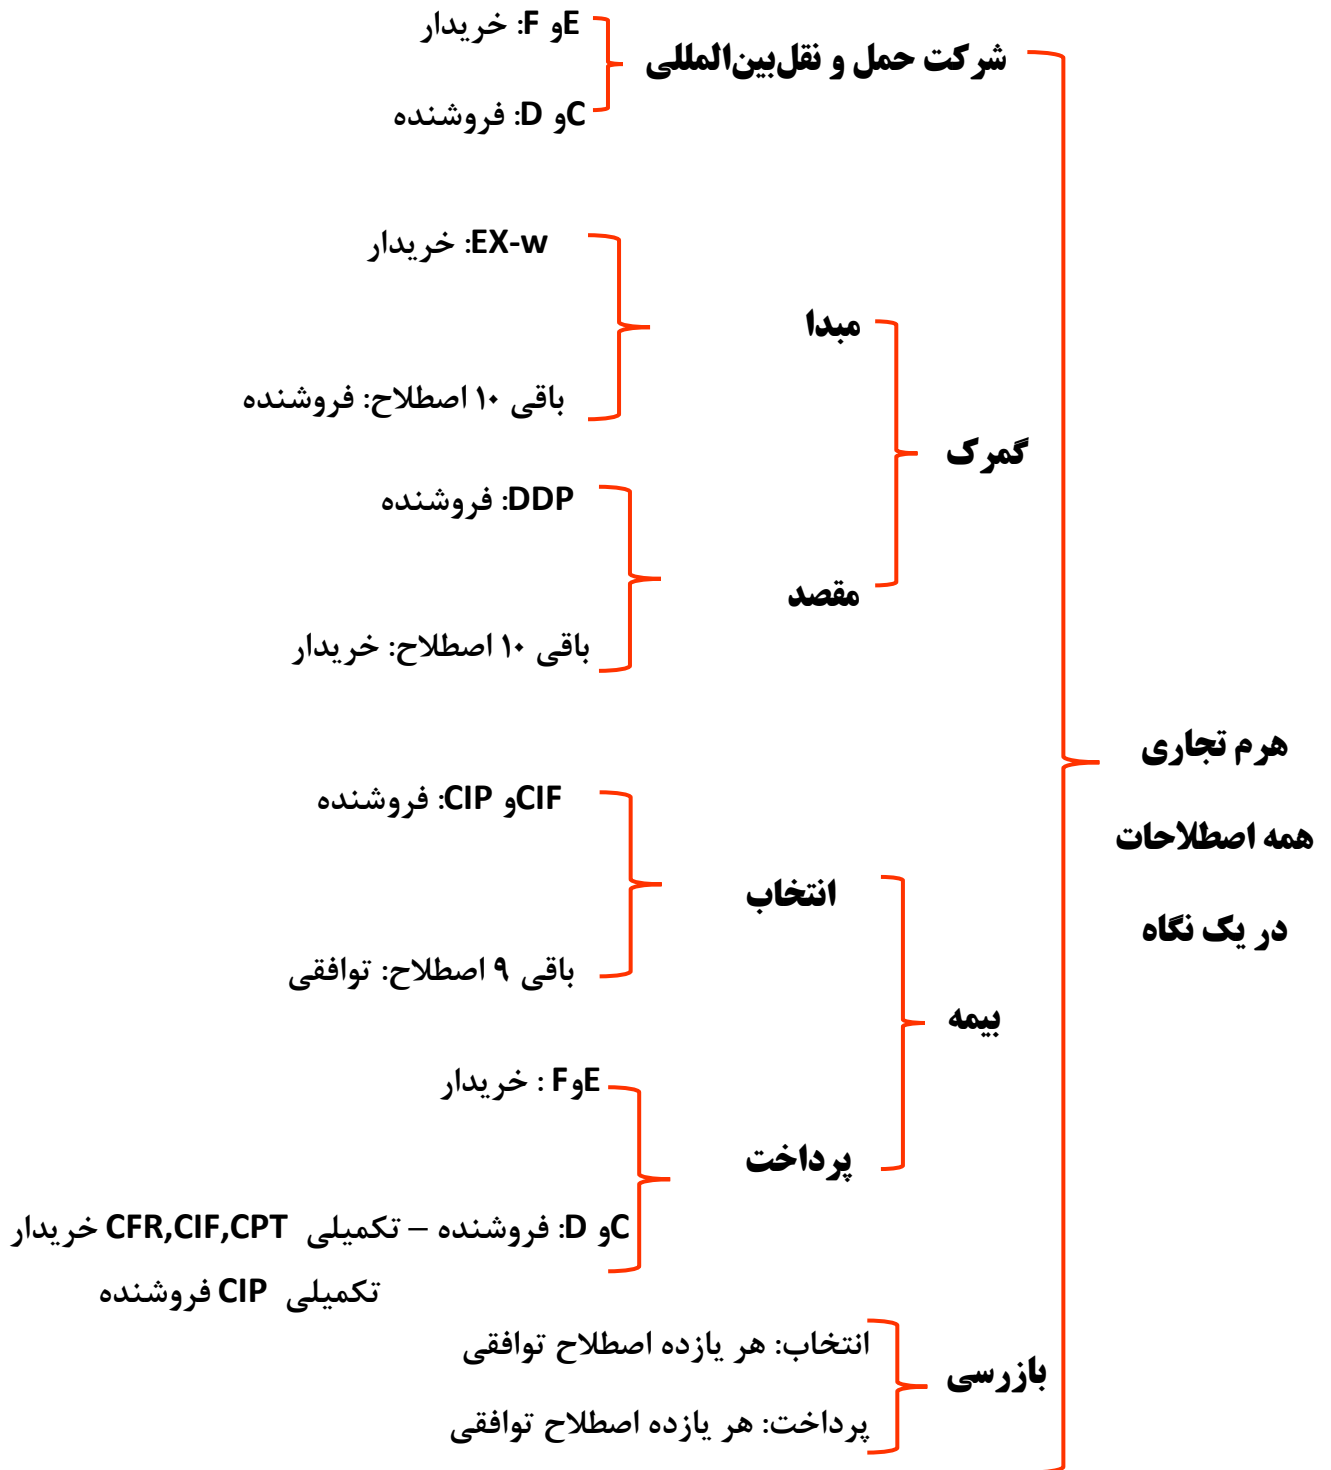 هرم تجاری
همه اصطلاحات
در یک نگاه
شرکت حمل و نقل‌بین‌المللی
Eو F: خریدار
Cو D: فروشنده
گمرک
مبدا
EX-w: خریدار
باقی ۱۰ اصطلاح: فروشنده
مقصد
DDP: فروشنده
باقی ۱۰ اصطلاح: خریدار
بیمه
انتخاب
CIFو CIP: فروشنده
باقی ۹ اصطلاح: توافقی
پرداخت
EوF : خریدار
Cو D: فروشنده – تکمیلی CFR,CIF,CPT خریدار
تکمیلی CIP فروشنده
بازرسی
انتخاب: هر یازده اصطلاح توافقی
پرداخت: هر یازده اصطلاح توافقی